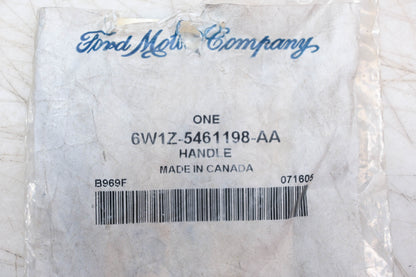 Ford Motor Company
ONE
6W1Z-5461198-AA
HANDLE
MADE IN CANADA
B969F 071605